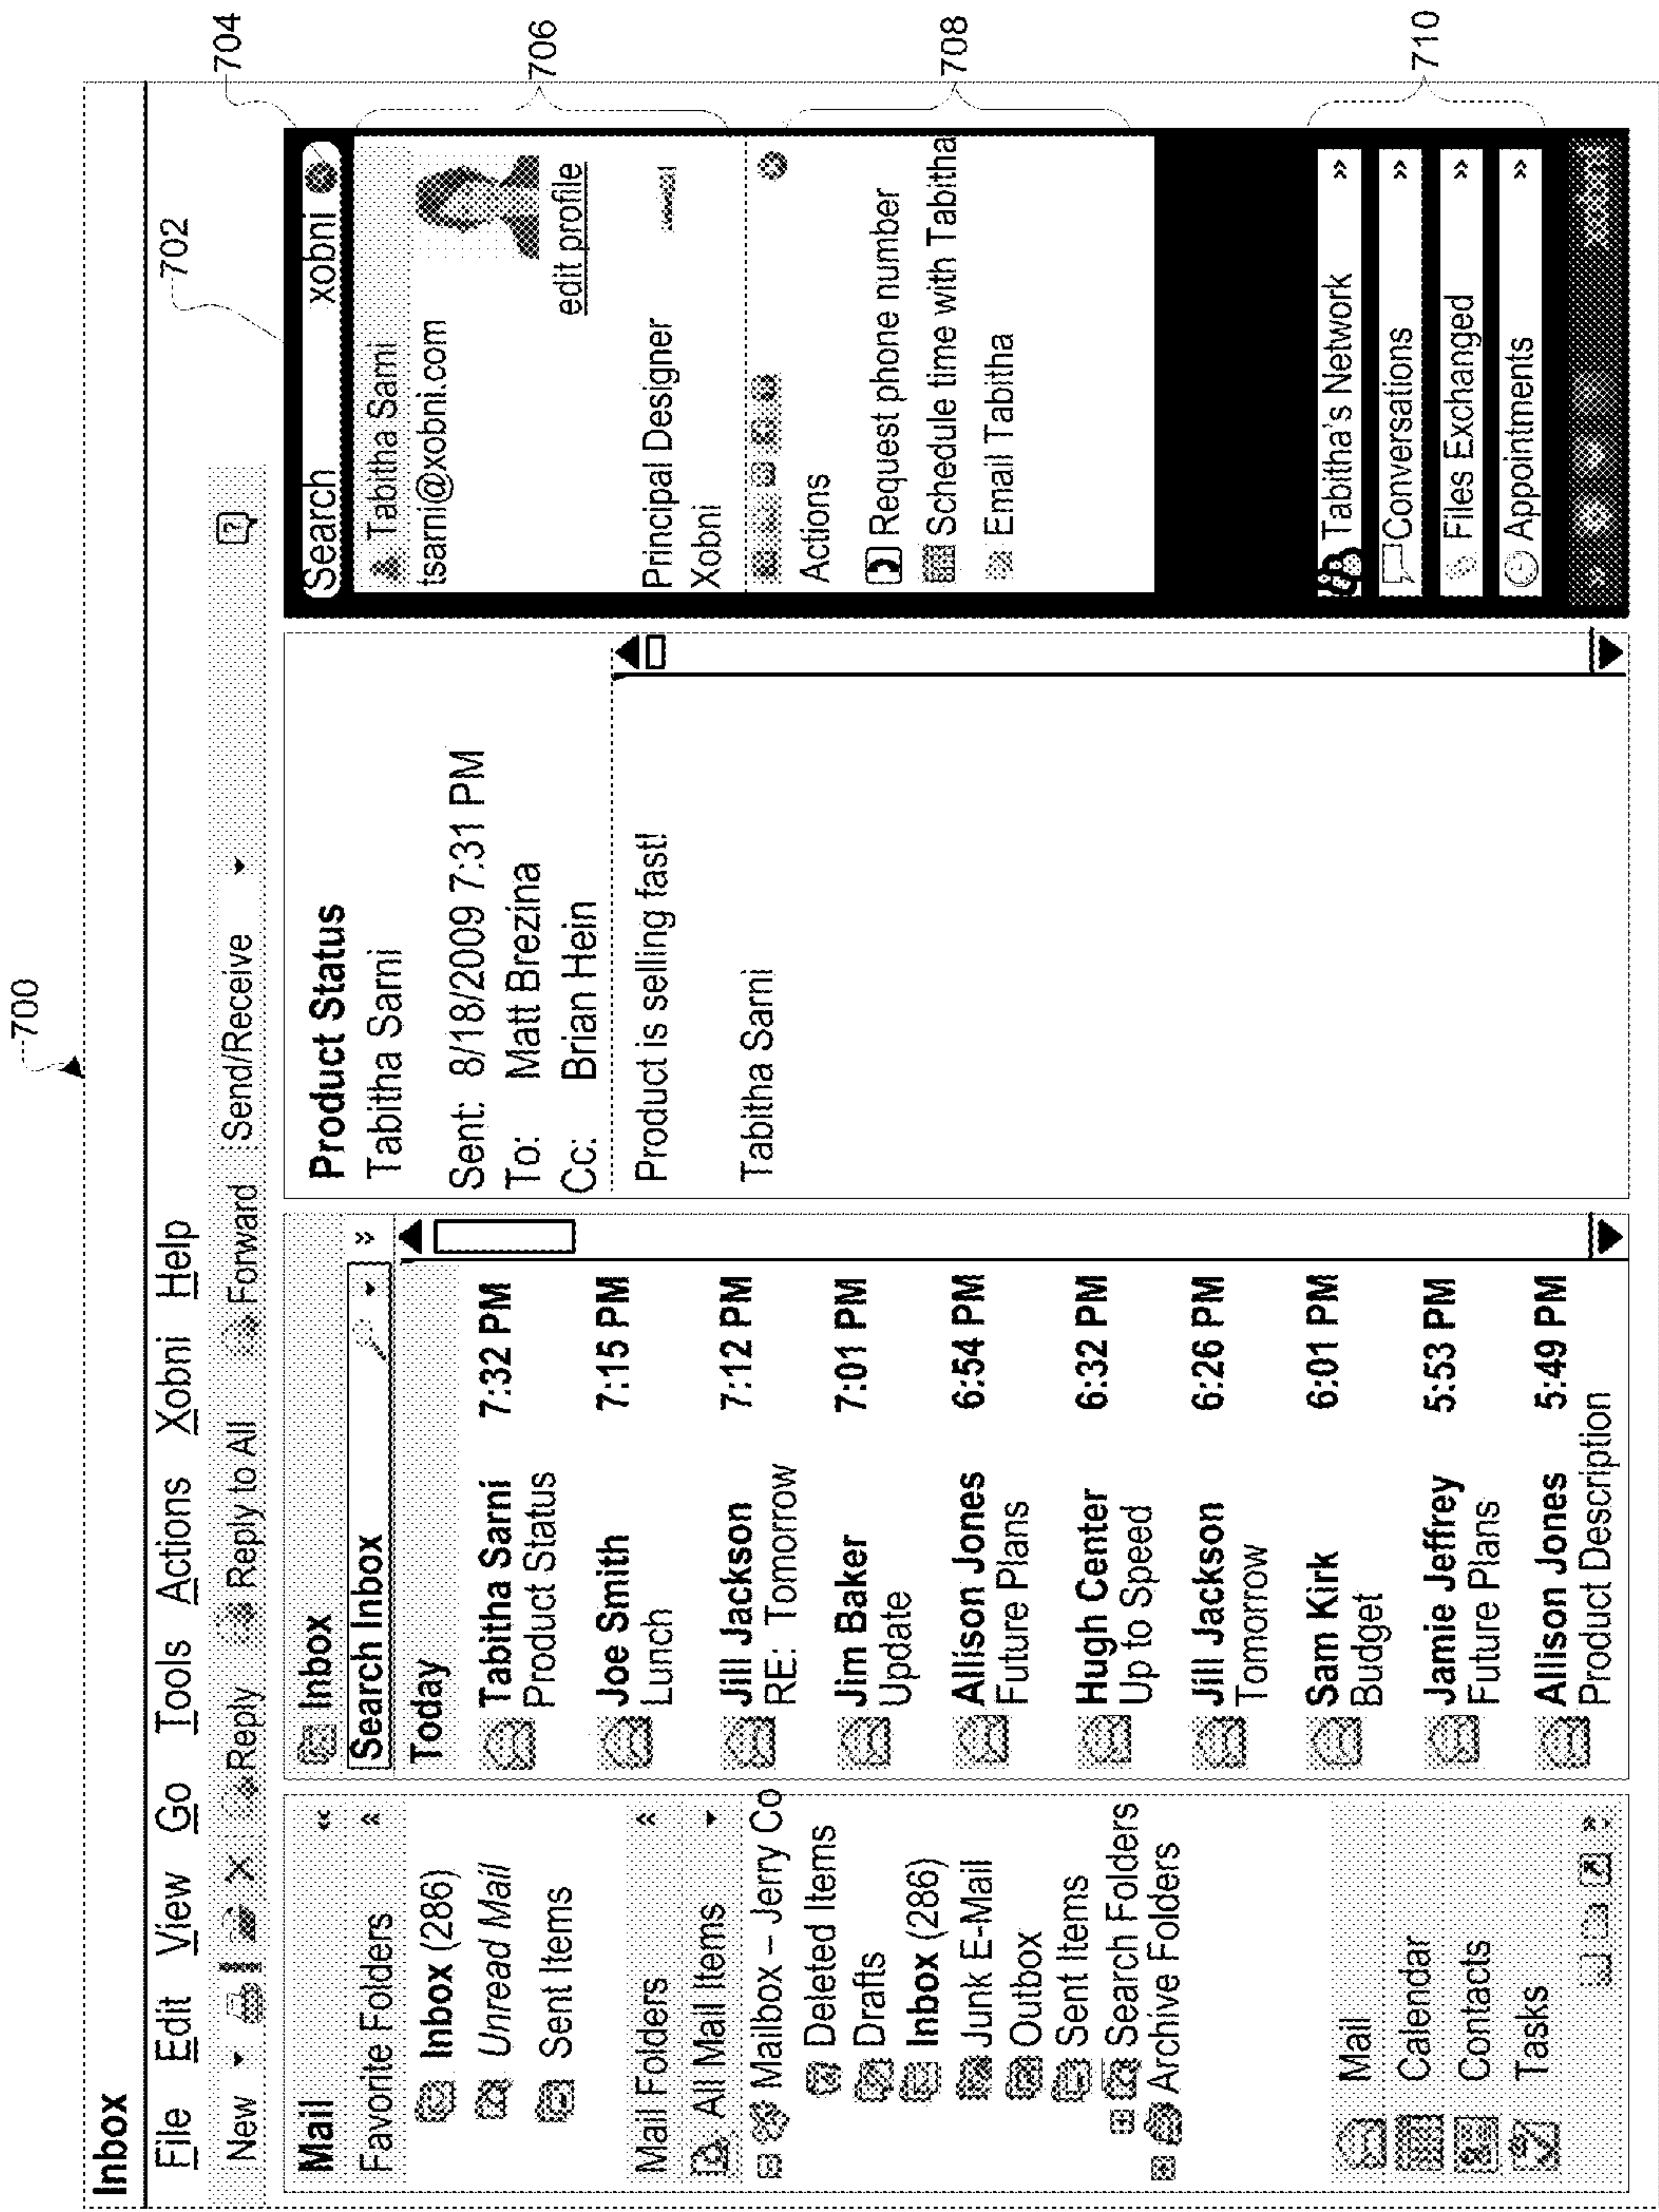 700
Inbox
File Edit View Go Tools Actions Xobni Help
New Reply Reply to All Forward Send/Receive
Mail
Favorite Folders
Inbox (286)
Unread Mail
Sent Items
Mail Folders
All Mail Items
Mailbox – Jerry Co
Deleted Items
Drafts
Inbox (286)
Junk E-Mail
Outbox
Sent Items
Search Folders
Archive Folders
Mail
Calendar
Contacts
Tasks
Inbox
Search Inbox
Today
Tabitha Sarni 7:32 PM
Product Status
Joe Smith 7:15 PM
Lunch
Jill Jackson 7:12 PM
RE: Tomorrow
Jim Baker 7:01 PM
Update
Allison Jones 6:54 PM
Future Plans
Hugh Center 6:32 PM
Up to Speed
Jill Jackson 6:26 PM
Tomorrow
Sam Kirk 6:01 PM
Budget
Jamie Jeffrey 5:53 PM
Future Plans
Allison Jones 5:49 PM
Product Description
Product Status
Tabitha Sarni
Sent: 8/18/2009 7:31 PM
To: Matt Brezina
Cc: Brian Hein
Product is selling fast!
Tabitha Sarni
702
704
Search xobni
706
Tabitha Sarni
tsarni@xobni.com
edit profile
Principal Designer
Xobni
708
Actions
Request phone number
Schedule time with Tabitha
Email Tabitha
710
Tabitha's Network
Conversations
Files Exchanged
Appointments